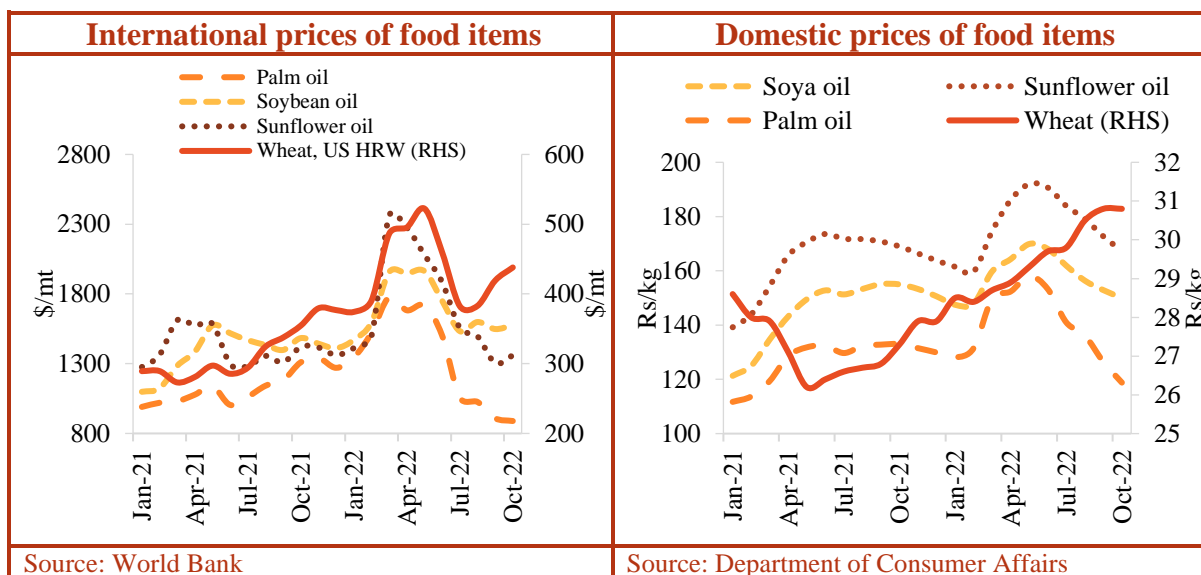 International prices of food items
Palm oil
Soybean oil
Sunflower oil
Wheat, US HRW (RHS)
2800
2300
1800
1300
800
$/mt
600
500
400
300
200
$/mt
Jan-21
Apr-21
Jul-21
Oct-21
Jan-22
Apr-22
Jul-22
Oct-22
Source: World Bank
Domestic prices of food items
Soya oil
Sunflower oil
Palm oil
Wheat (RHS)
200
180
160
140
120
100
Rs/kg
32
31
30
29
28
27
26
25
Rs/kg
Jan-21
Apr-21
Jul-21
Oct-21
Jan-22
Apr-22
Jul-22
Oct-22
Source: Department of Consumer Affairs